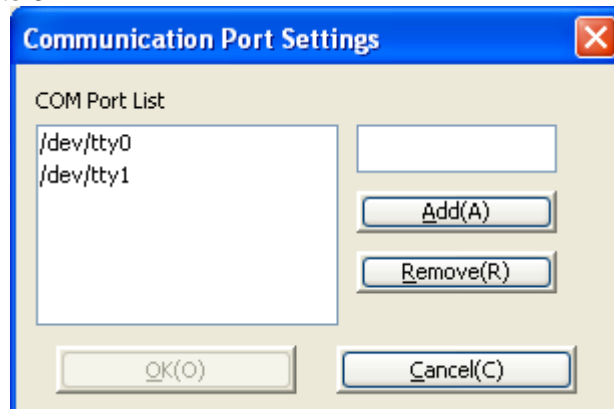 Communication Port Settings
COM Port List
/dev/tty0
/dev/tty1
Add(A)
Remove(R)
OK(O)
Cancel(C)